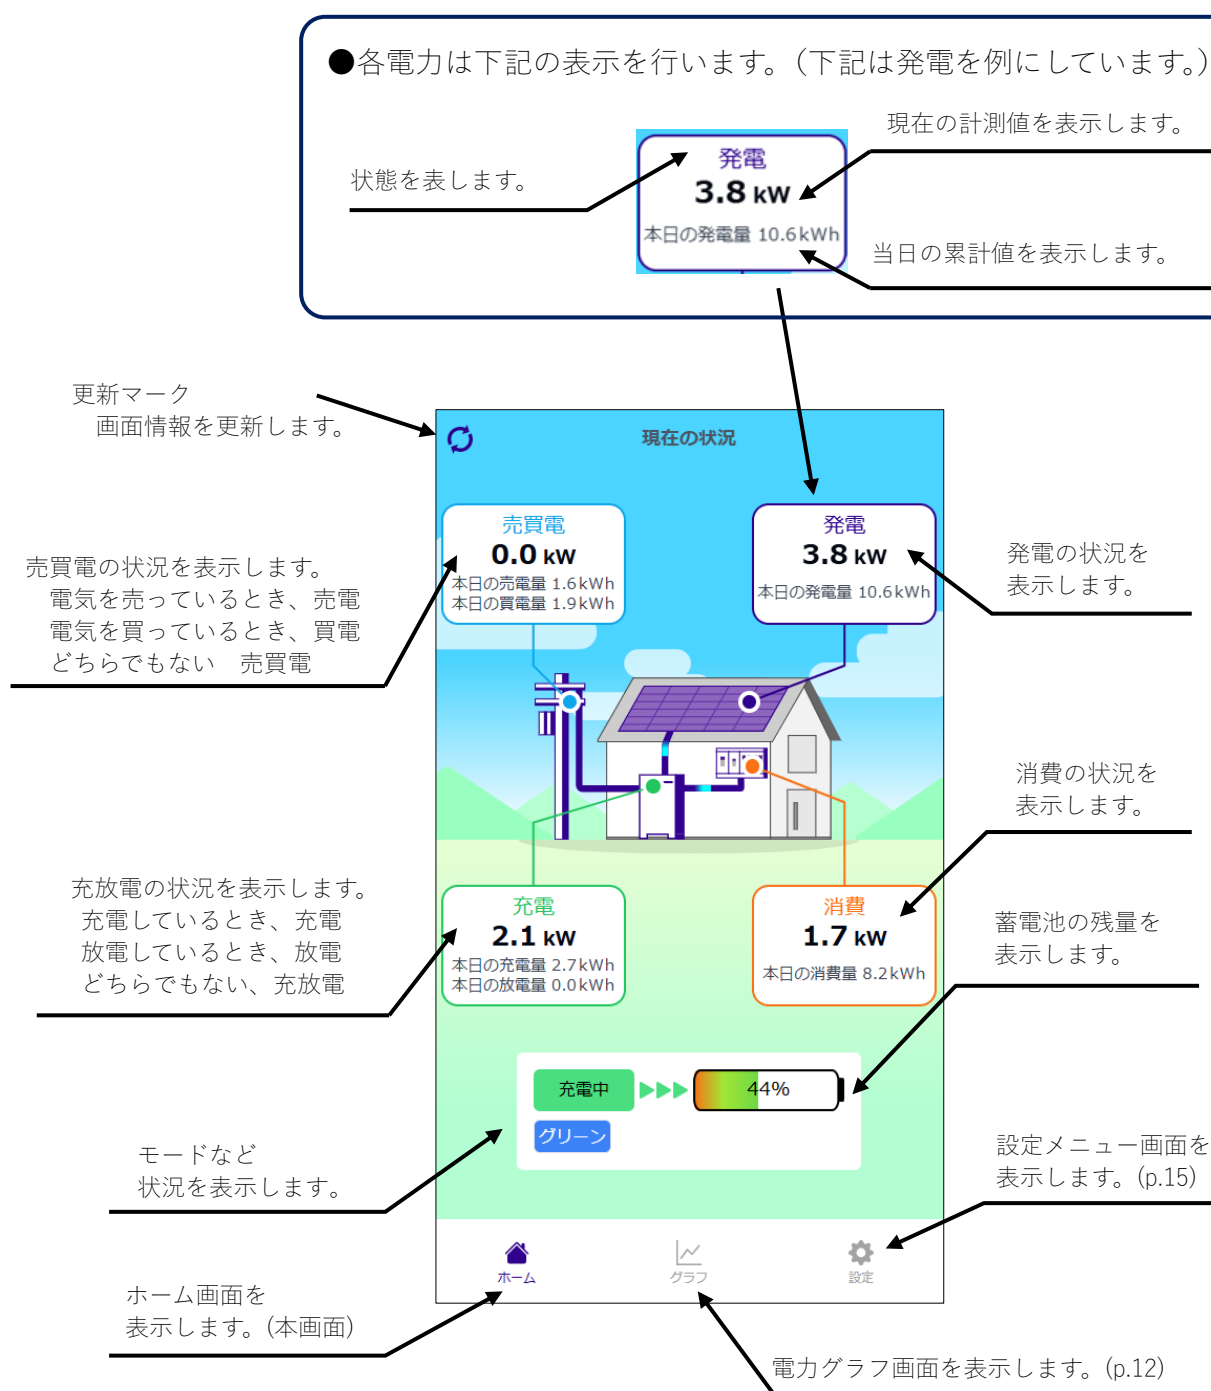 ●各電力は下記の表示を行います。(下記は発電を例にしています。)
現在の計測値を表示します。
状態を表します。
発電
3.8 kW
本日の発電量 10.6kWh
当日の累計値を表示します。
更新マーク
画面情報を更新します。
現在の状況
売買電
0.0 kW
本日の売電量 1.6kWh
本日の買電量 1.9kWh
発電
3.8 kW
本日の発電量 10.6kWh
売買電の状況を表示します。
電気を売っているとき、売電
電気を買っているとき、買電
どちらでもない 売買電
発電の状況を
表示します。
消費の状況を
表示します。
充放電の状況を表示します。
充電しているとき、充電
放電しているとき、放電
どちらでもない、充放電
充電
2.1 kW
本日の充電量 2.7kWh
本日の放電量 0.0kWh
消費
1.7 kW
本日の消費量 8.2kWh
蓄電池の残量を
表示します。
充電中
44%
グリーン
モードなど
状況を表示します。
設定メニュー画面を
表示します。(p.15)
ホーム
グラフ
設定
ホーム画面を
表示します。(本画面)
電力グラフ画面を表示します。(p.12)